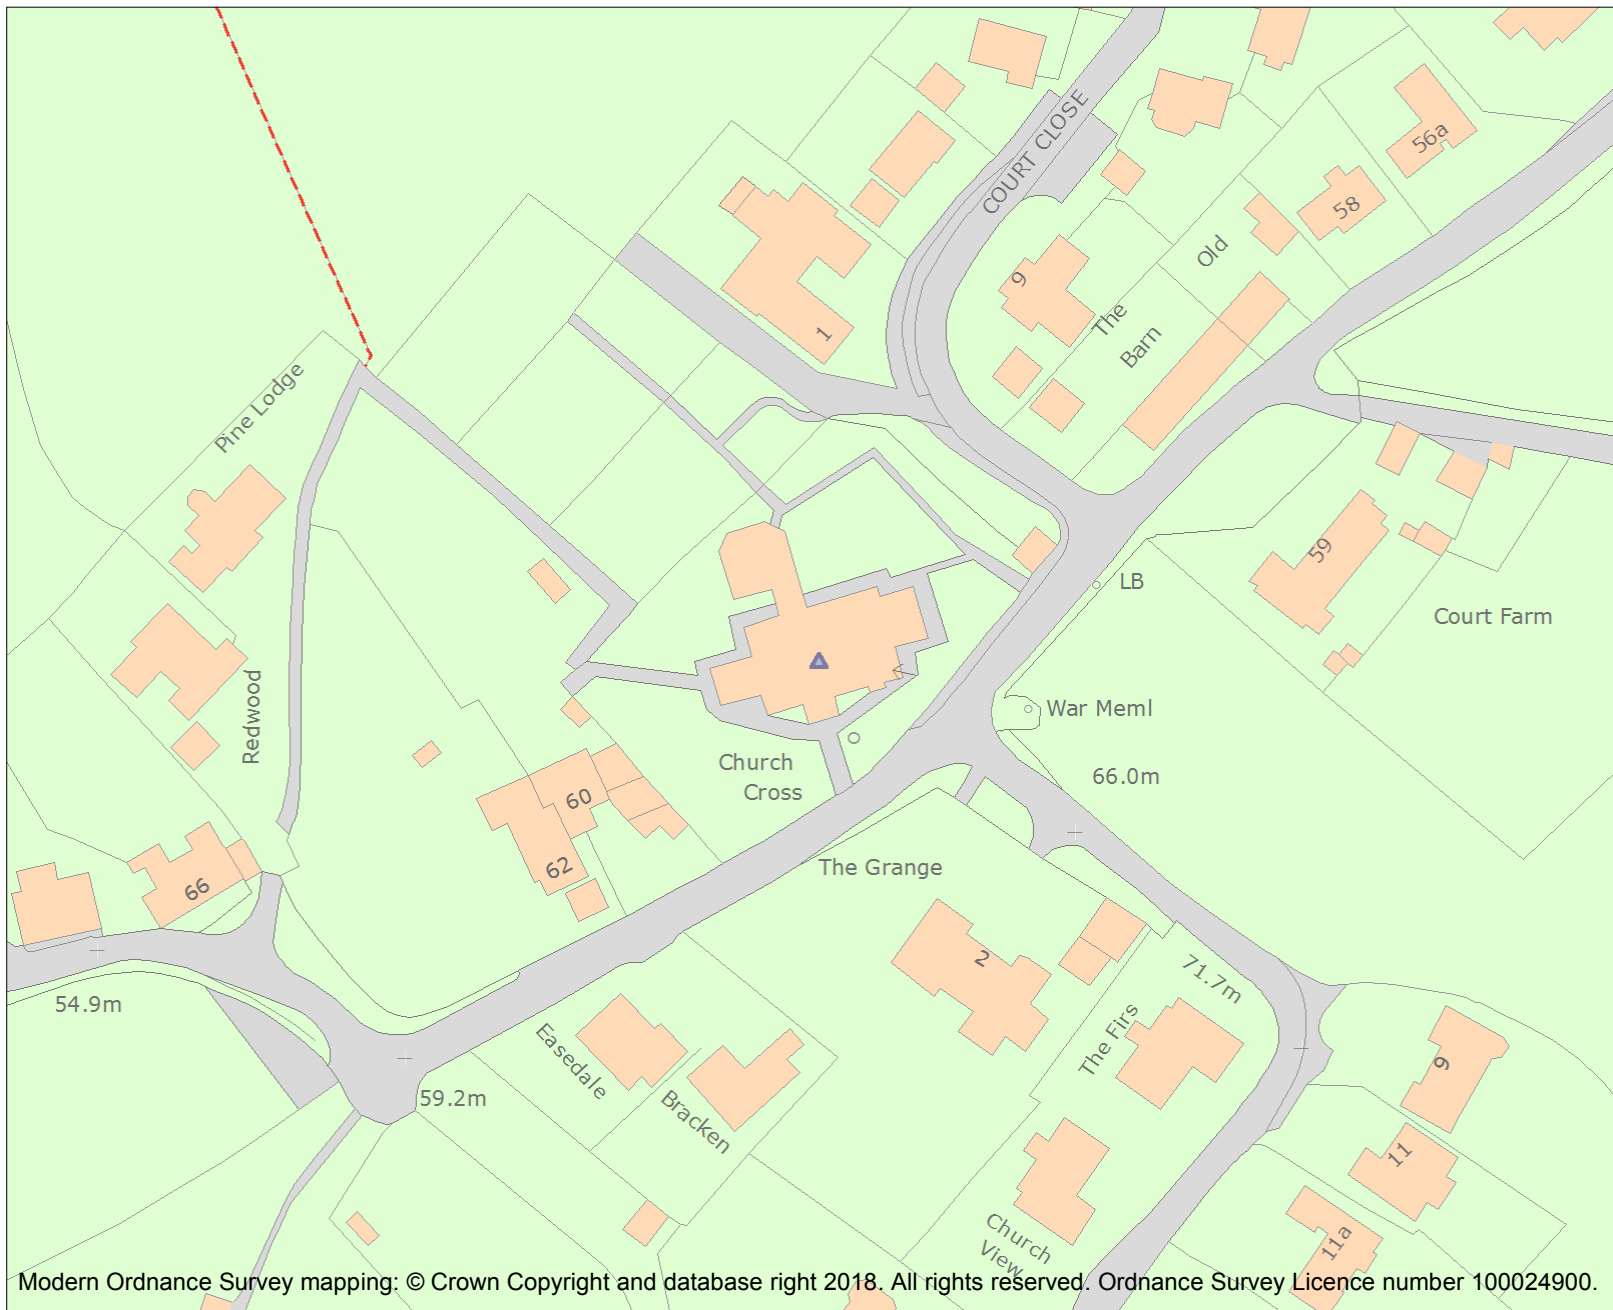 COURT CLOSE
56a
58
Old
The
Barn
9
1
Pine Lodge
59
LB
Court Farm
Redwood
War Meml
66.0m
Church
Cross
60
62
66
The Grange
2
71.7m
54.9m
59.2m
Easedale
Bracken
The Firs
9
11
11a
Church
View
Modern Ordnance Survey mapping: © Crown Copyright and database right 2018. All rights reserved. Ordnance Survey Licence number 100024900.